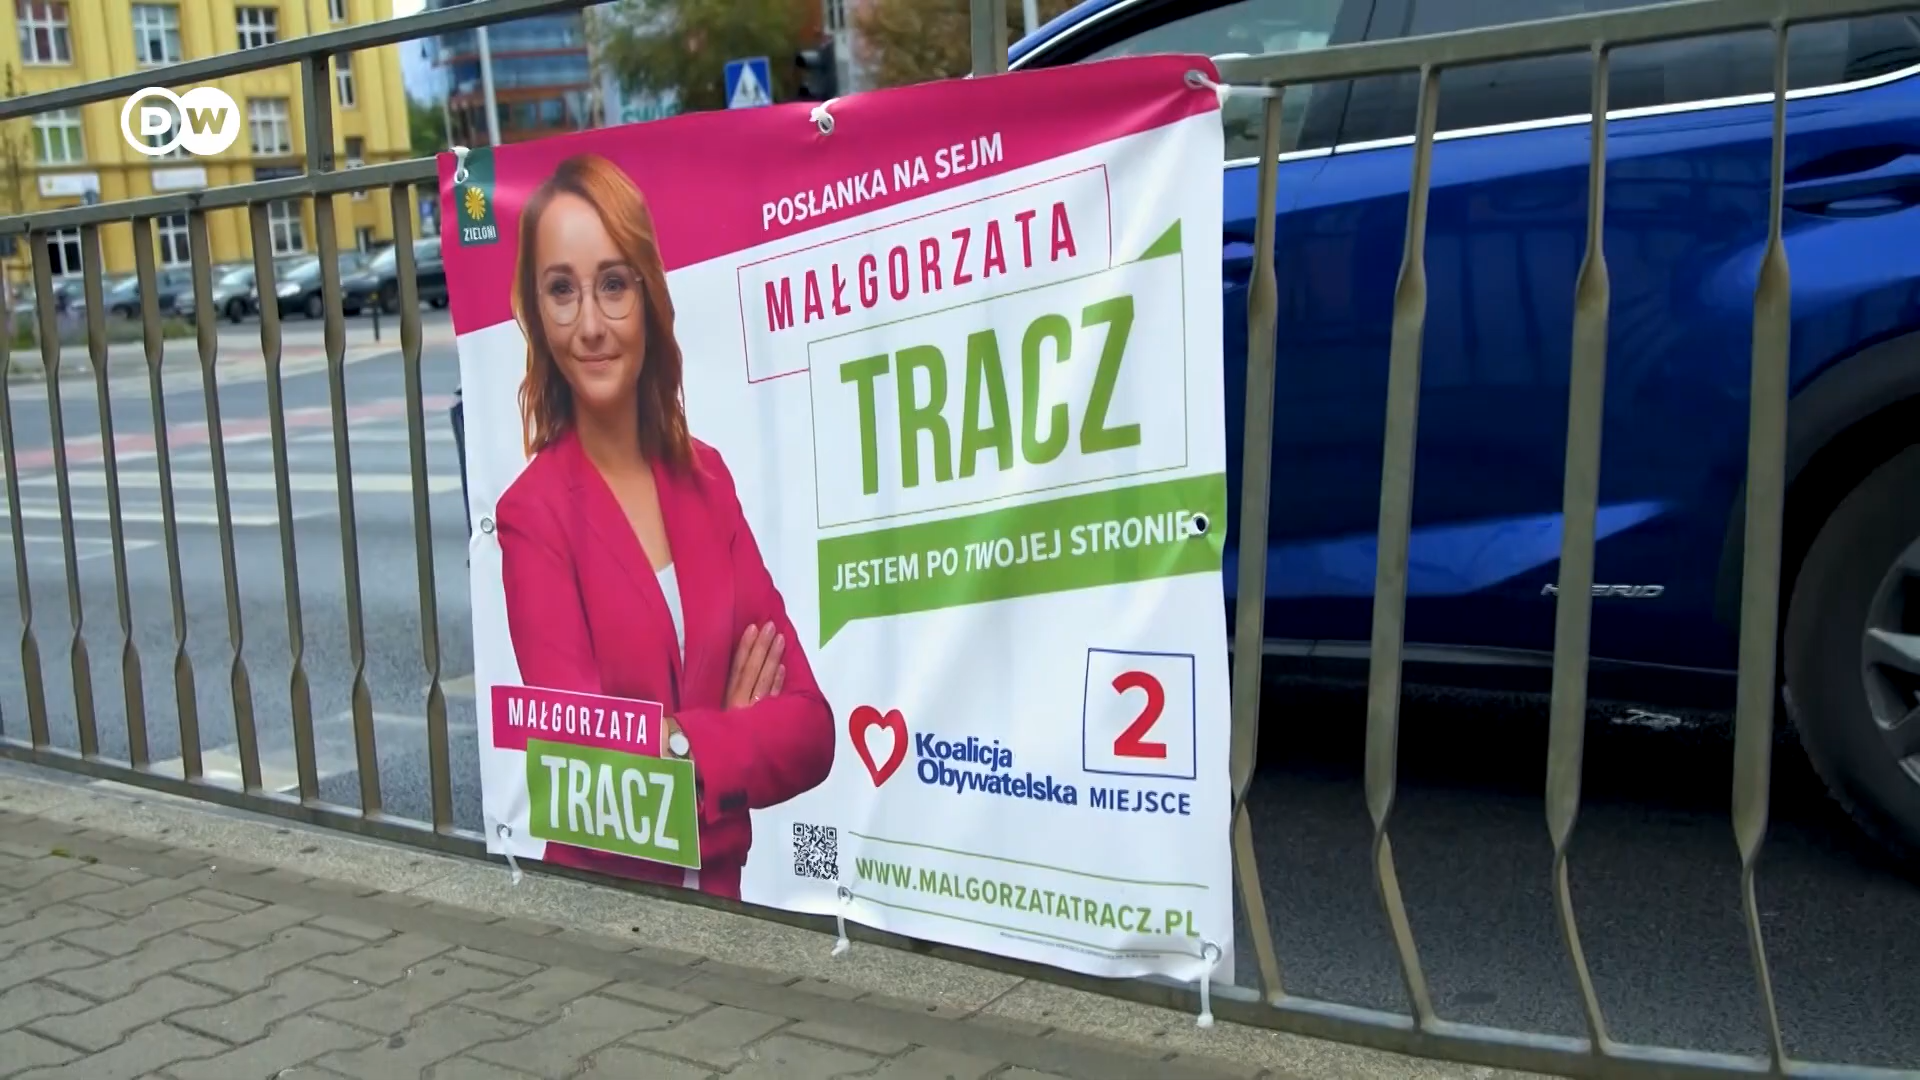 DW
ZIELONI
POSŁANKA NA SEJM
MAŁGORZATA
TRACZ
JESTEM PO TWOJEJ STRONIE
MAŁGORZATA
TRACZ
Koalicja
Obywatelska
2
MIEJSCE
WWW.MALGORZATATRACZ.PL
HYBRID